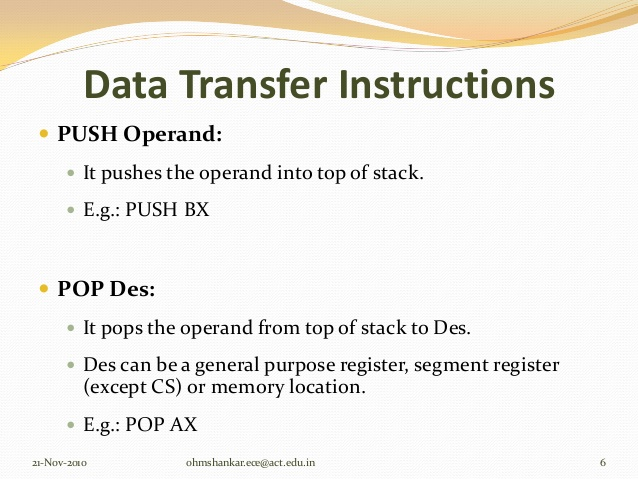 Data Transfer Instructions
PUSH Operand:
It pushes the operand into top of stack.
E.g.: PUSH BX
POP Des:
It pops the operand from top of stack to Des.
Des can be a general purpose register, segment register
(except CS) or memory location.
E.g.: POP AX
21-Nov-2010 ohmshankar.ece@act.edu.in 6